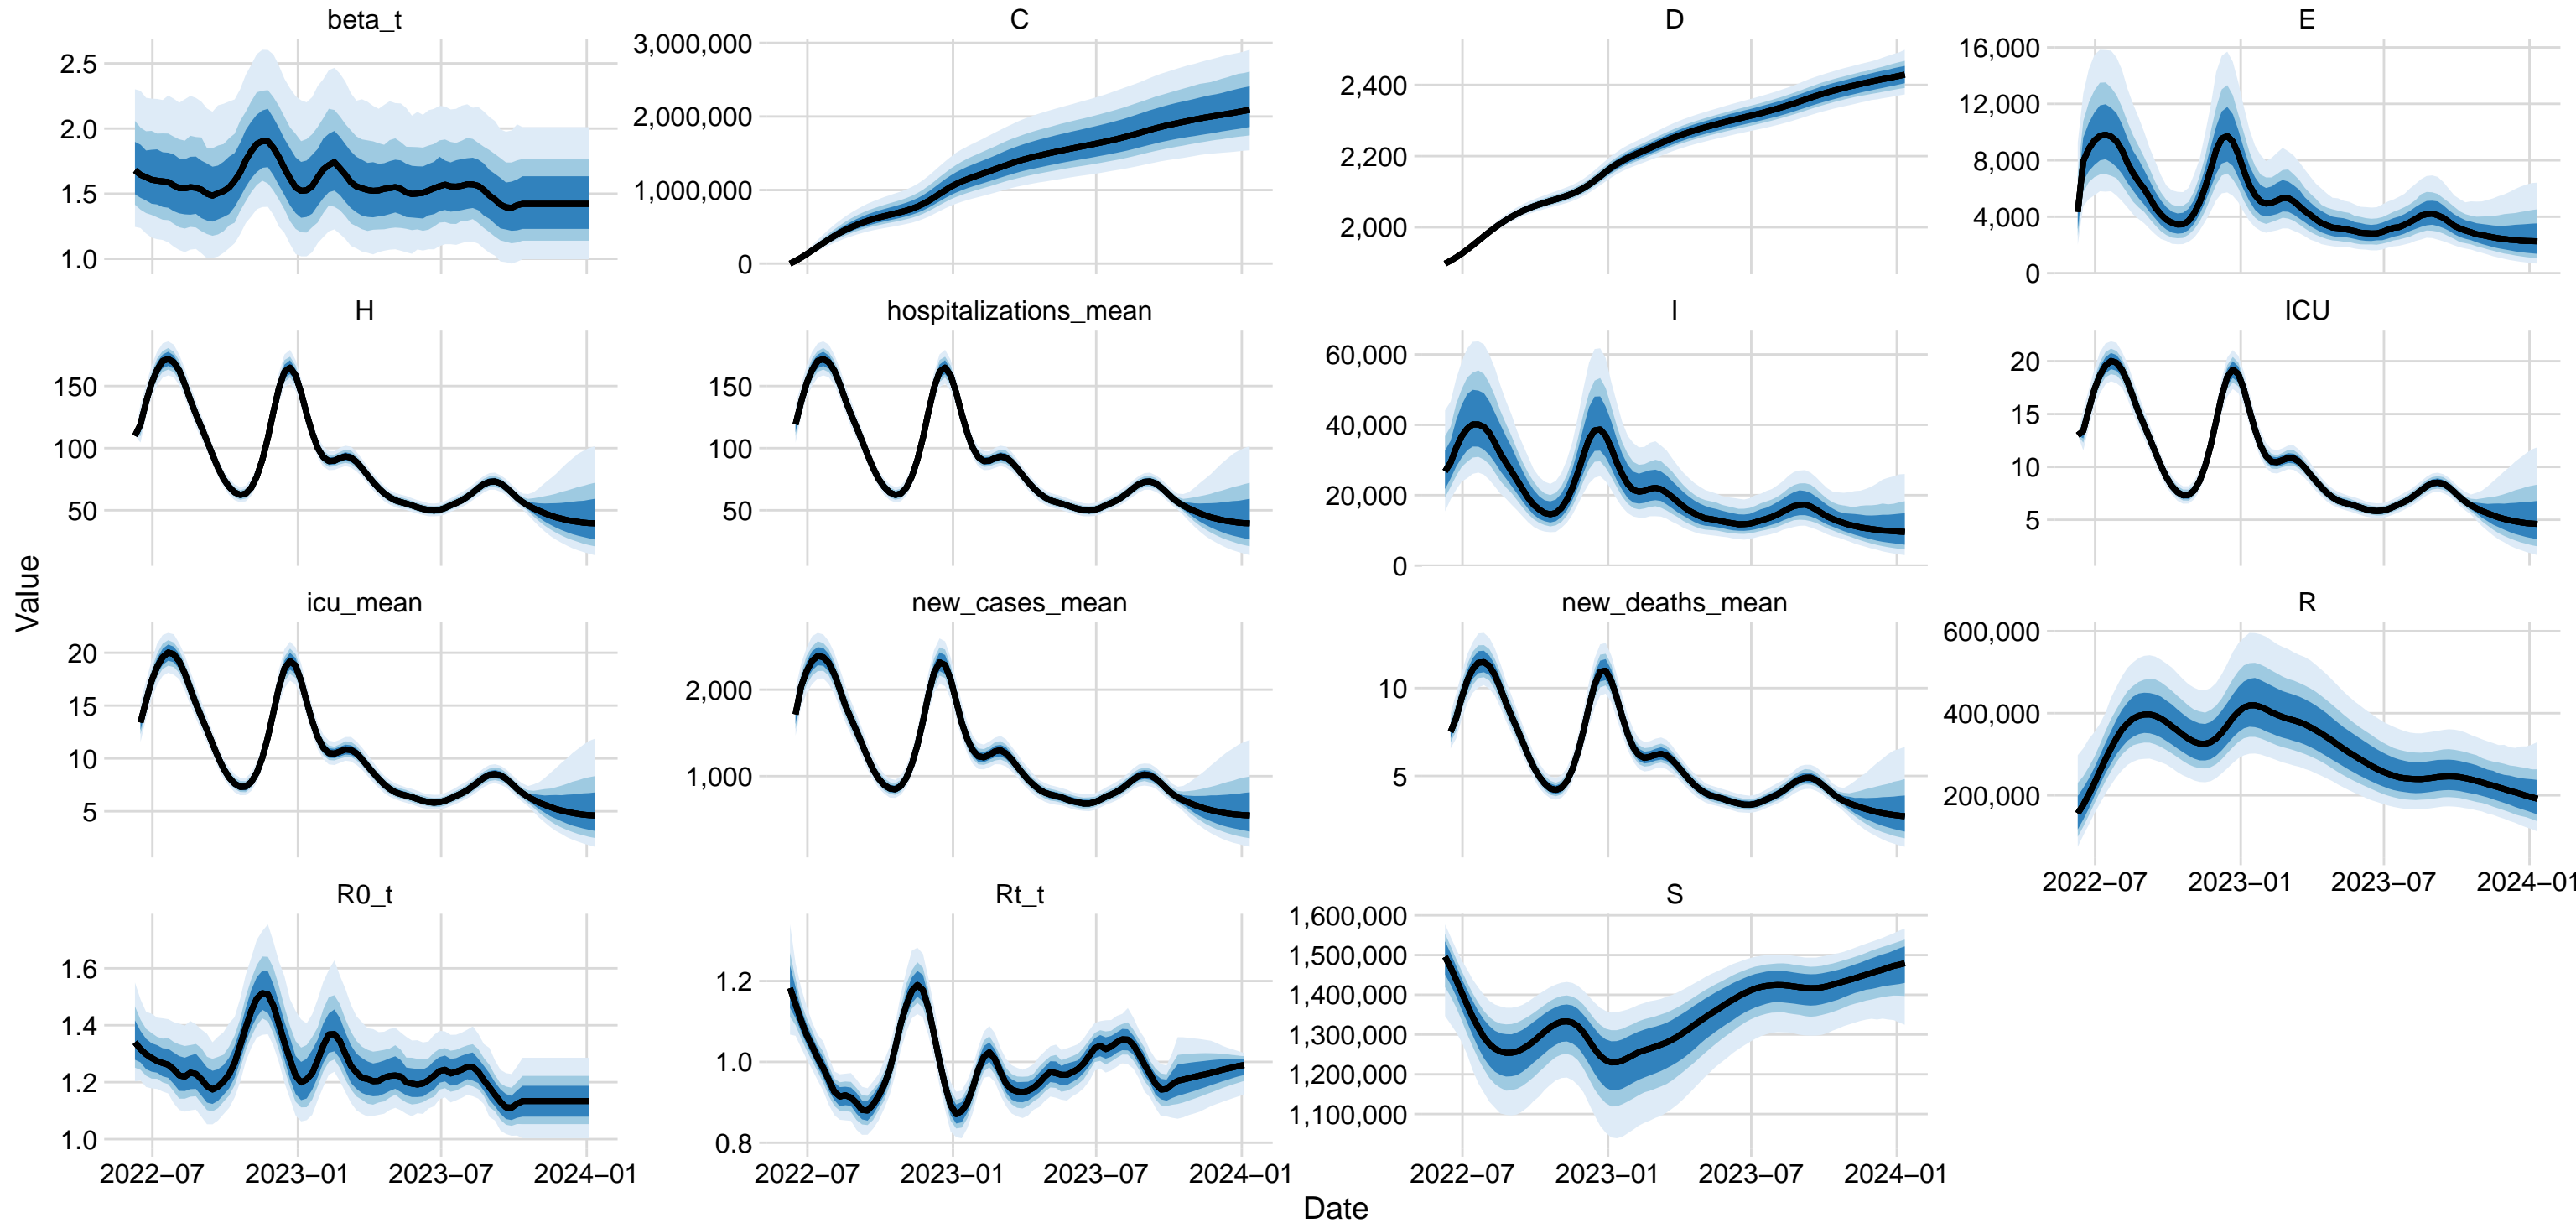 beta_t
C
D
E
2.5
2.0
1.5
1.0
3,000,000
2,000,000
1,000,000
0
2,400
2,200
2,000
16,000
12,000
8,000
4,000
0
H
hospitalizations_mean
I
ICU
150
100
50
150
100
50
60,000
40,000
20,000
0
20
15
10
5
icu_mean
new_cases_mean
new_deaths_mean
R
20
15
10
5
2,000
1,000
10
5
600,000
400,000
200,000
2022−07 2023−01 2023−07 2024−01
R0_t
Rt_t
S
1.6
1.4
1.2
1.0
1.2
1.0
0.8
1,600,000
1,500,000
1,400,000
1,300,000
1,200,000
1,100,000
2022−07 2023−01 2023−07 2024−01
2022−07 2023−01 2023−07 2024−01
2022−07 2023−01 2023−07 2024−01
Value
Date